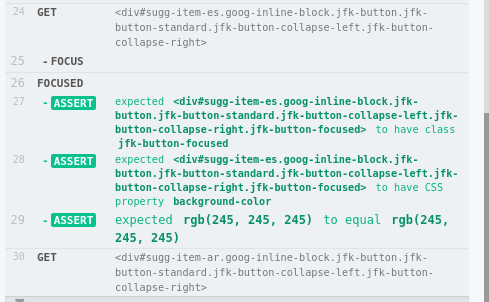 24 GET <div#sugg-item-es.goog-inline-block.jfk-button.jfk-
button-standard.jfk-button-collapse-left.jfk-button-
collapse-right>
25 -FOCUS
26 FOCUSED
27 -ASSERT expected <div#sugg-item-es.goog-inline-block.jfk-
button.jfk-button-standard.jfk-button-collapse-left.jfk-
button-collapse-right.jfk-button-focused> to have class
jfk-button-focused
28 -ASSERT expected <div#sugg-item-es.goog-inline-block.jfk-
button.jfk-button-standard.jfk-button-collapse-left.jfk-
button-collapse-right.jfk-button-focused> to have CSS
property background-color
29 -ASSERT expected rgb(245, 245, 245) to equal rgb(245,
245, 245)
30 GET <div#sugg-item-ar.goog-inline-block.jfk-button.jfk-
button-standard.jfk-button-collapse-left.jfk-button-
collapse-right>